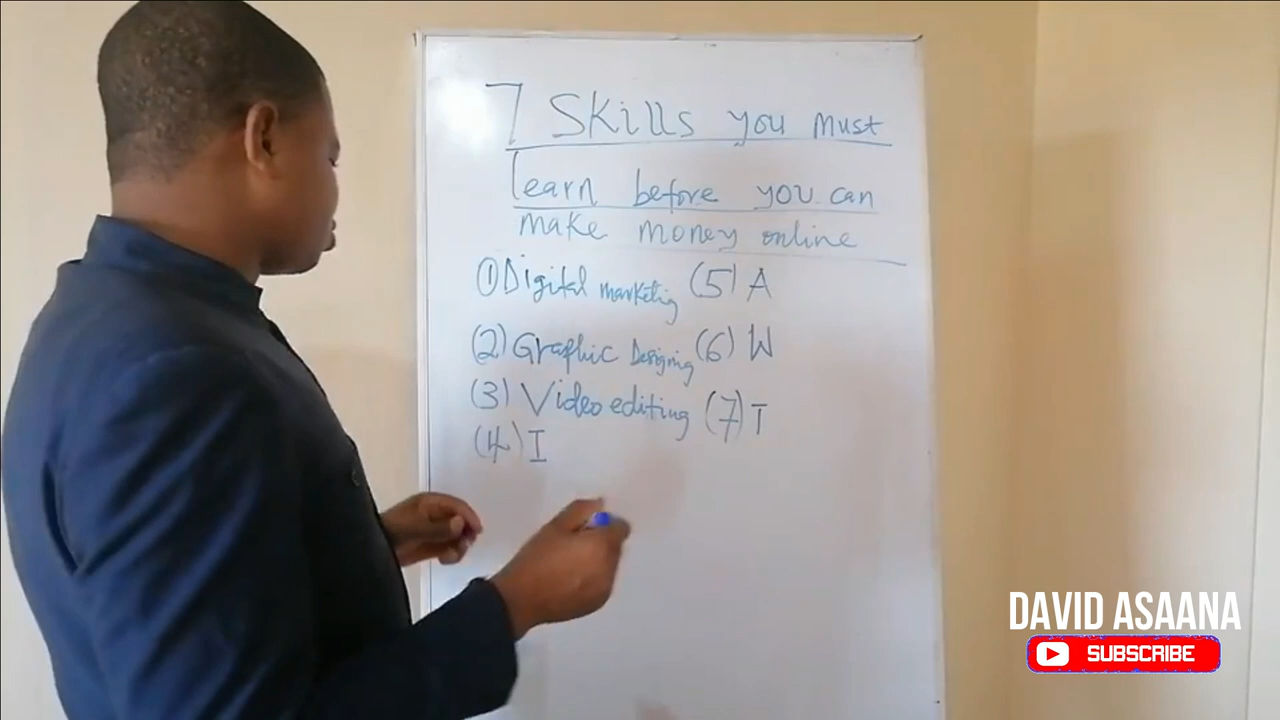 7 Skills you must
learn before you can
make money online
(1) Digital marketig (5) A
(2) Graphic Designing (6) W
(3) Video editing (7) T
(4) I
DAVID ASAANA
SUBSCRIBE